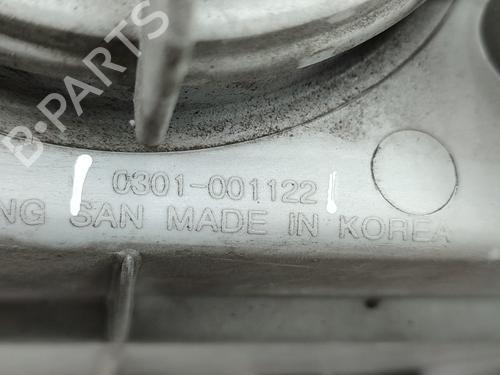 B-PARTS
0301-001122
NG SAN MADE IN KOREA